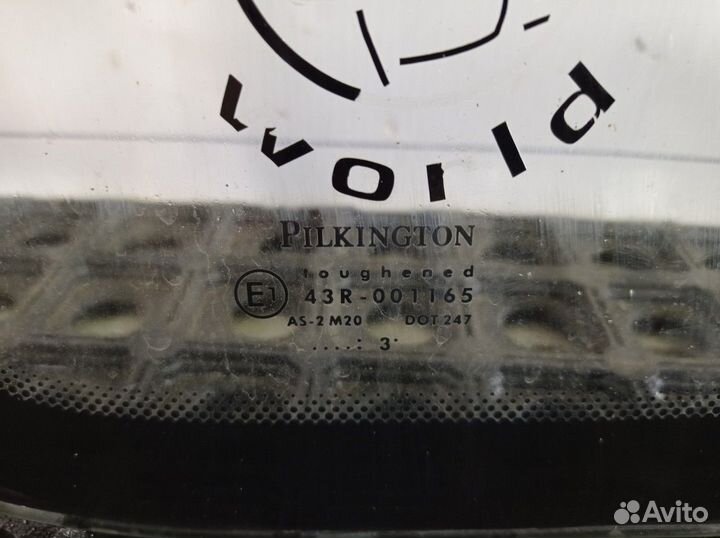 World
PILKINGTON
toughened
E1 43R-001165
AS-2 M20 DOT 247
....: 3·
Avito